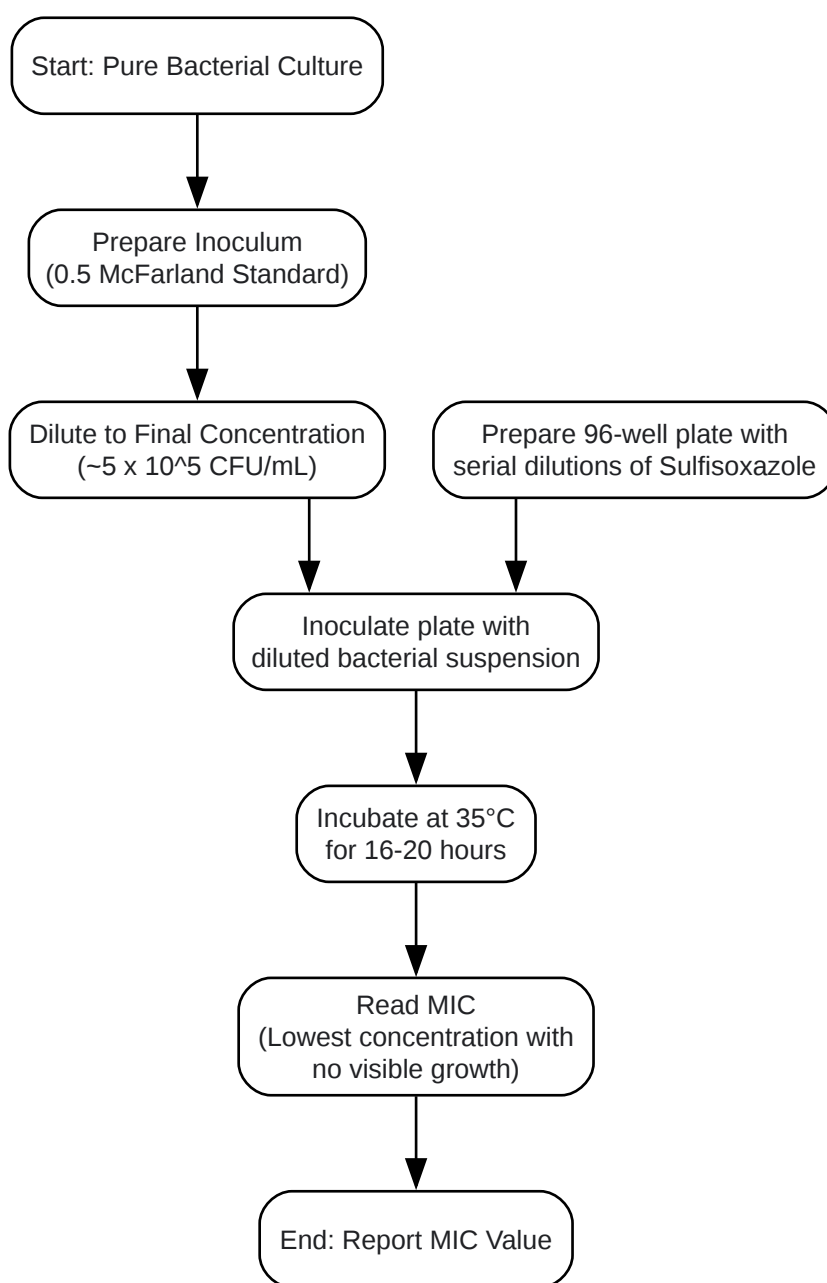 Start: Pure Bacterial Culture
Prepare Inoculum
(0.5 McFarland Standard)
Dilute to Final Concentration
(~5 x 10^5 CFU/mL)
Prepare 96-well plate with
serial dilutions of Sulfisoxazole
Inoculate plate with
diluted bacterial suspension
Incubate at 35°C
for 16-20 hours
Read MIC
(Lowest concentration with
no visible growth)
End: Report MIC Value